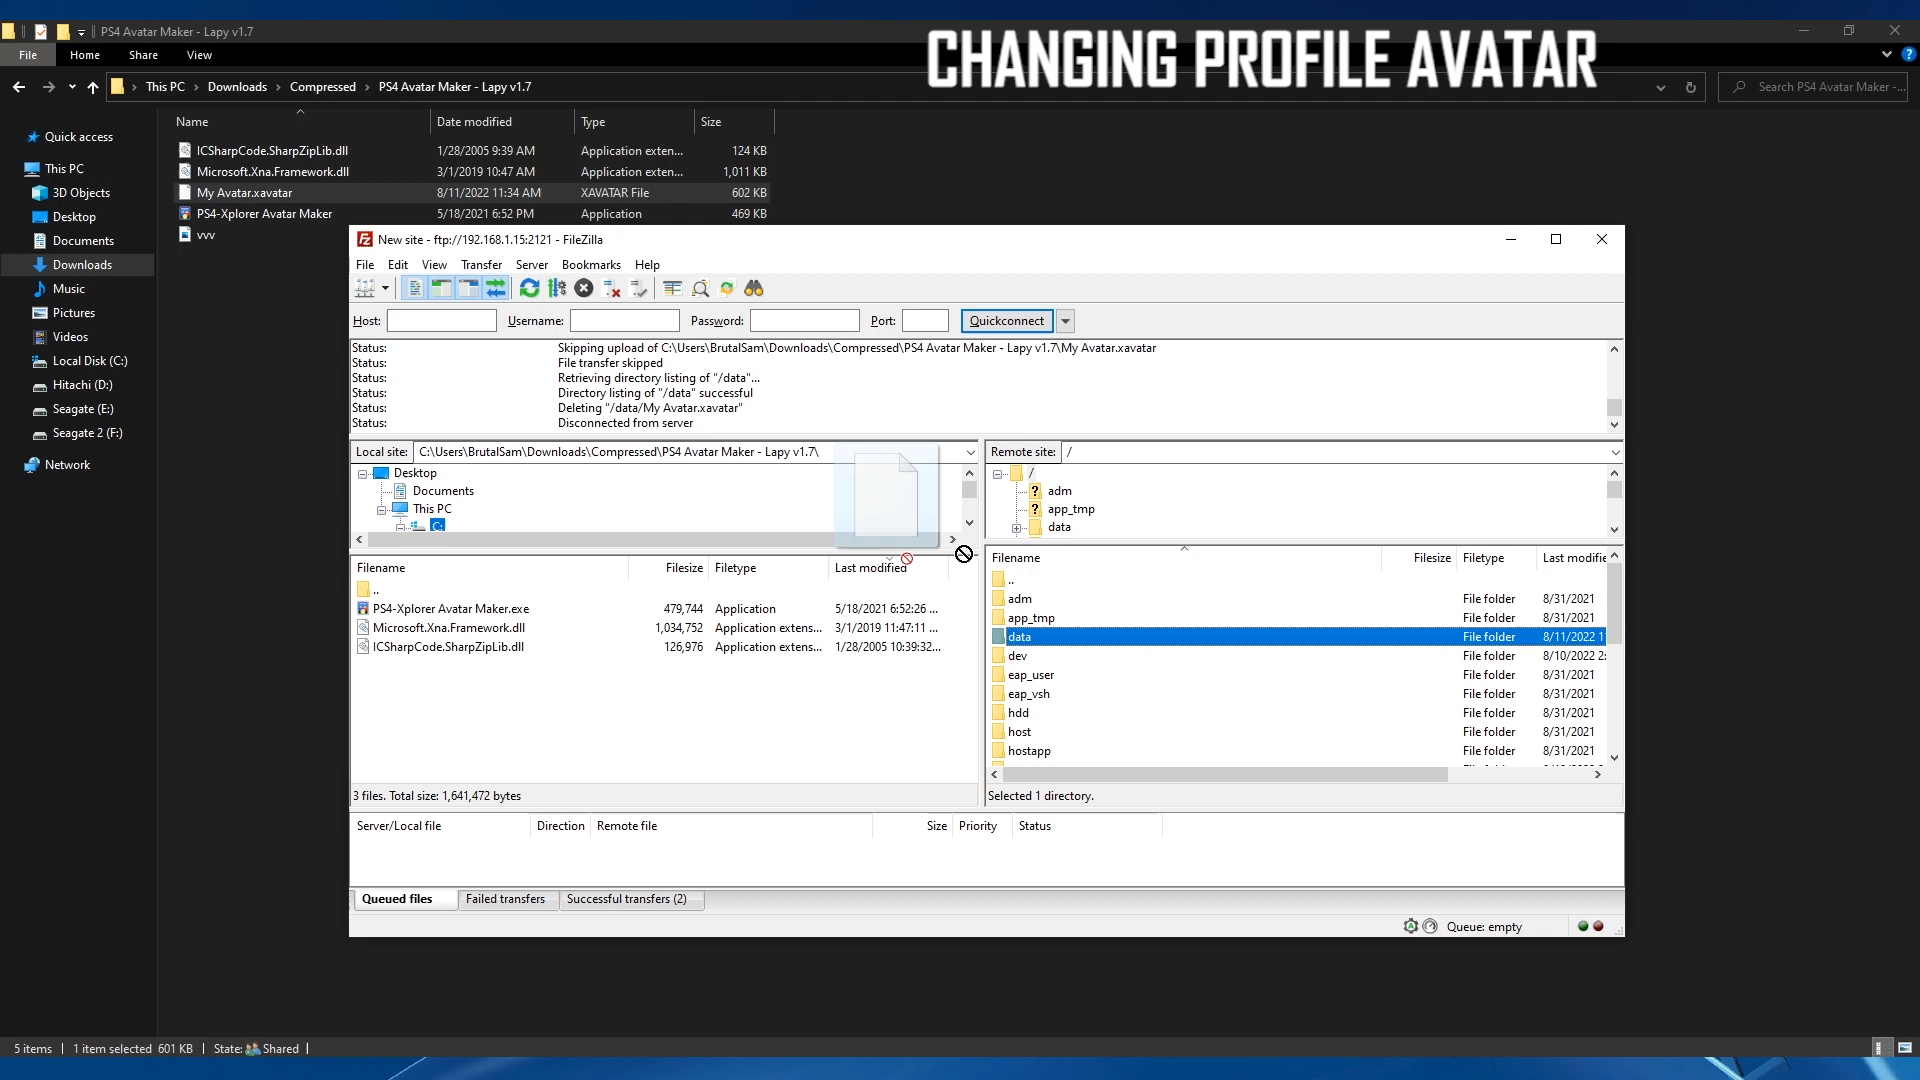 PS4 Avatar Maker - Lapy v1.7
CHANGING PROFILE AVATAR
File Home Share View
This PC Downloads Compressed PS4 Avatar Maker - Lapy v1.7
Search PS4 Avatar Maker -...
Name Date modified Type Size
Quick access
This PC
3D Objects
Desktop
Documents
Downloads
Music
Pictures
Videos
Local Disk (C:)
Hitachi (D:)
Seagate (E:)
Seagate 2 (F:)
Network
ICSharpCode.SharpZipLib.dll 1/28/2005 9:39 AM Application exten... 124 KB
Microsoft.Xna.Framework.dll 3/1/2019 10:47 AM Application exten... 1,011 KB
My Avatar.xavatar 8/11/2022 11:34 AM XAVATAR File 602 KB
PS4-Xplorer Avatar Maker 5/18/2021 6:52 PM Application 469 KB
vvv
New site - ftp://192.168.1.15:2121 - FileZilla
File Edit View Transfer Server Bookmarks Help
Host: Username: Password: Port: Quickconnect
Status: Skipping upload of C:\Users\BrutalSam\Downloads\Compressed\PS4 Avatar Maker - Lapy v1.7\My Avatar.xavatar
Status: File transfer skipped
Status: Retrieving directory listing of "/data"...
Status: Directory listing of "/data" successful
Status: Deleting "/data/My Avatar.xavatar"
Status: Disconnected from server
Local site: C:\Users\BrutalSam\Downloads\Compressed\PS4 Avatar Maker - Lapy v1.7\
Desktop
Documents
This PC
C:
Filename Filesize Filetype Last modified
..
PS4-Xplorer Avatar Maker.exe 479,744 Application 5/18/2021 6:52:26 ...
Microsoft.Xna.Framework.dll 1,034,752 Application extens... 3/1/2019 11:47:11 ...
ICSharpCode.SharpZipLib.dll 126,976 Application extens... 1/28/2005 10:39:32...
3 files. Total size: 1,641,472 bytes
Remote site: /
/
adm
app_tmp
data
Filename Filesize Filetype Last modifie
..
adm File folder 8/31/2021
app_tmp File folder 8/31/2021
data File folder 8/11/2022 1
dev File folder 8/10/2022 2:
eap_user File folder 8/31/2021
eap_vsh File folder 8/31/2021
hdd File folder 8/31/2021
host File folder 8/31/2021
hostapp File folder 8/31/2021
Selected 1 directory.
Server/Local file Direction Remote file Size Priority Status
Queued files Failed transfers Successful transfers (2)
Queue: empty
5 items 1 item selected 601 KB State: Shared